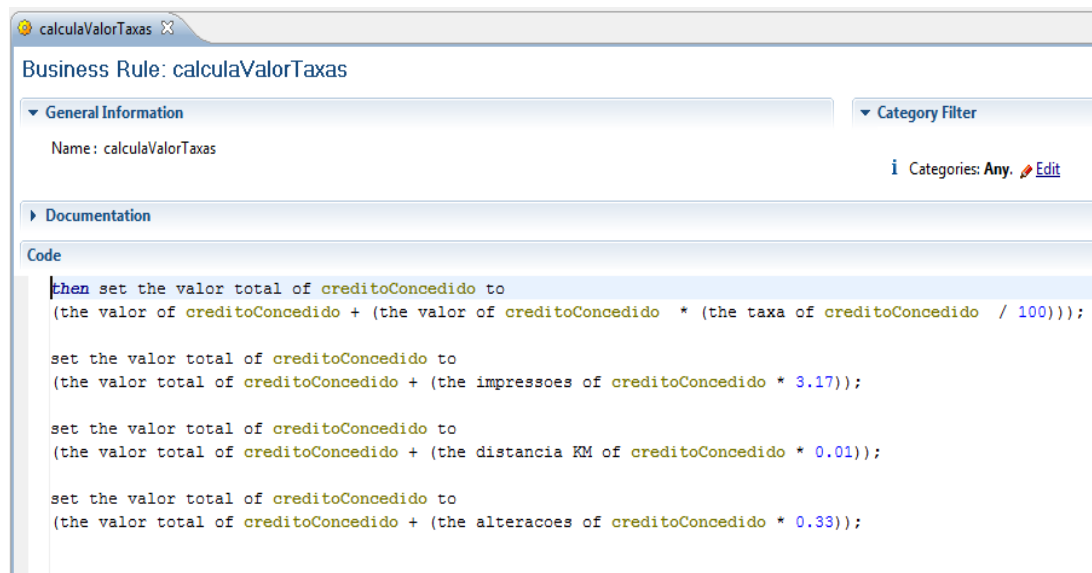 calculaValorTaxas
Business Rule: calculaValorTaxas
General Information
Category Filter
Name : calculaValorTaxas
i Categories: Any. Edit
Documentation
Code
then set the valor total of creditoConcedido to
(the valor of creditoConcedido + (the valor of creditoConcedido * (the taxa of creditoConcedido / 100)));
set the valor total of creditoConcedido to
(the valor total of creditoConcedido + (the impressoes of creditoConcedido * 3.17));
set the valor total of creditoConcedido to
(the valor total of creditoConcedido + (the distancia KM of creditoConcedido * 0.01));
set the valor total of creditoConcedido to
(the valor total of creditoConcedido + (the alteracoes of creditoConcedido * 0.33));